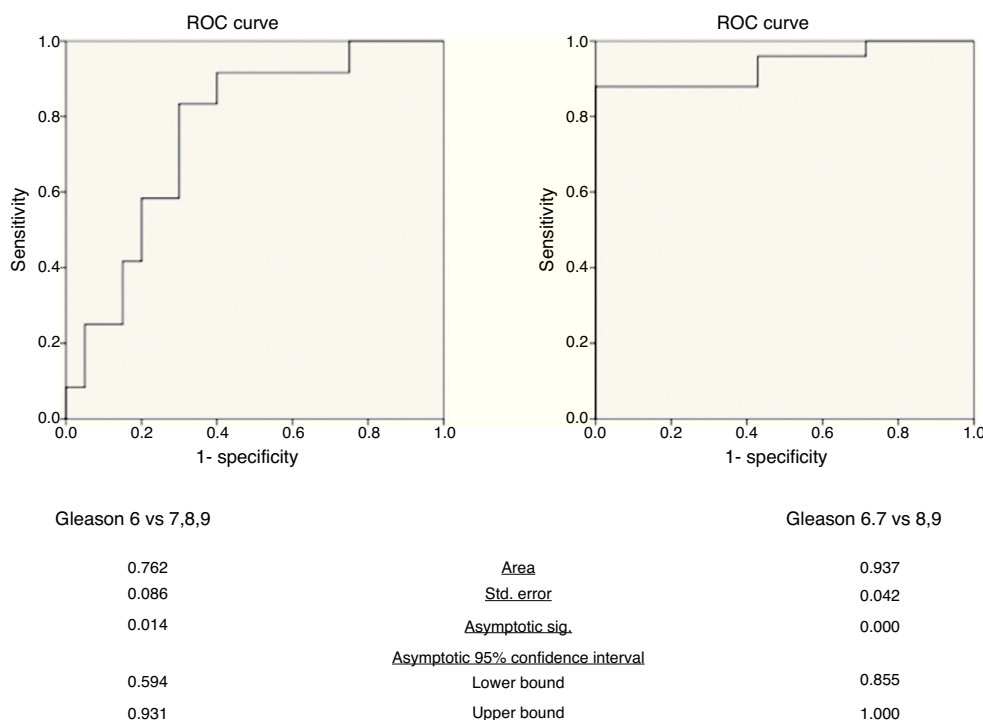 ROC curve
1.0
0.8
0.6
0.4
0.2
0.0
Sensitivity
0.0 0.2 0.4 0.6 0.8 1.0
1- specificity
ROC curve
1.0
0.8
0.6
0.4
0.2
0.0
Sensitivity
0.0 0.2 0.4 0.6 0.8 1.0
1- specificity
Gleason 6 vs 7,8,9 Gleason 6.7 vs 8,9
0.762 Area 0.937
0.086 Std. error 0.042
0.014 Asymptotic sig. 0.000
Asymptotic 95% confidence interval
0.594 Lower bound 0.855
0.931 Upper bound 1.000